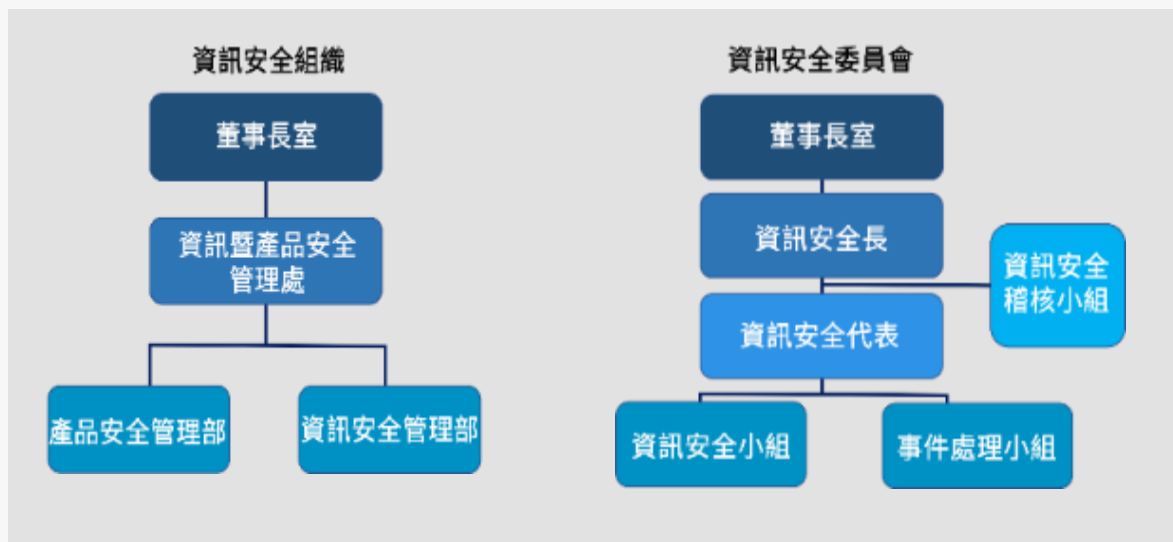 資訊安全組織
董事長室
資訊暨產品安全
管理處
產品安全管理部
資訊安全管理部
資訊安全委員會
董事長室
資訊安全長
資訊安全
稽核小組
資訊安全代表
資訊安全小組
事件處理小組